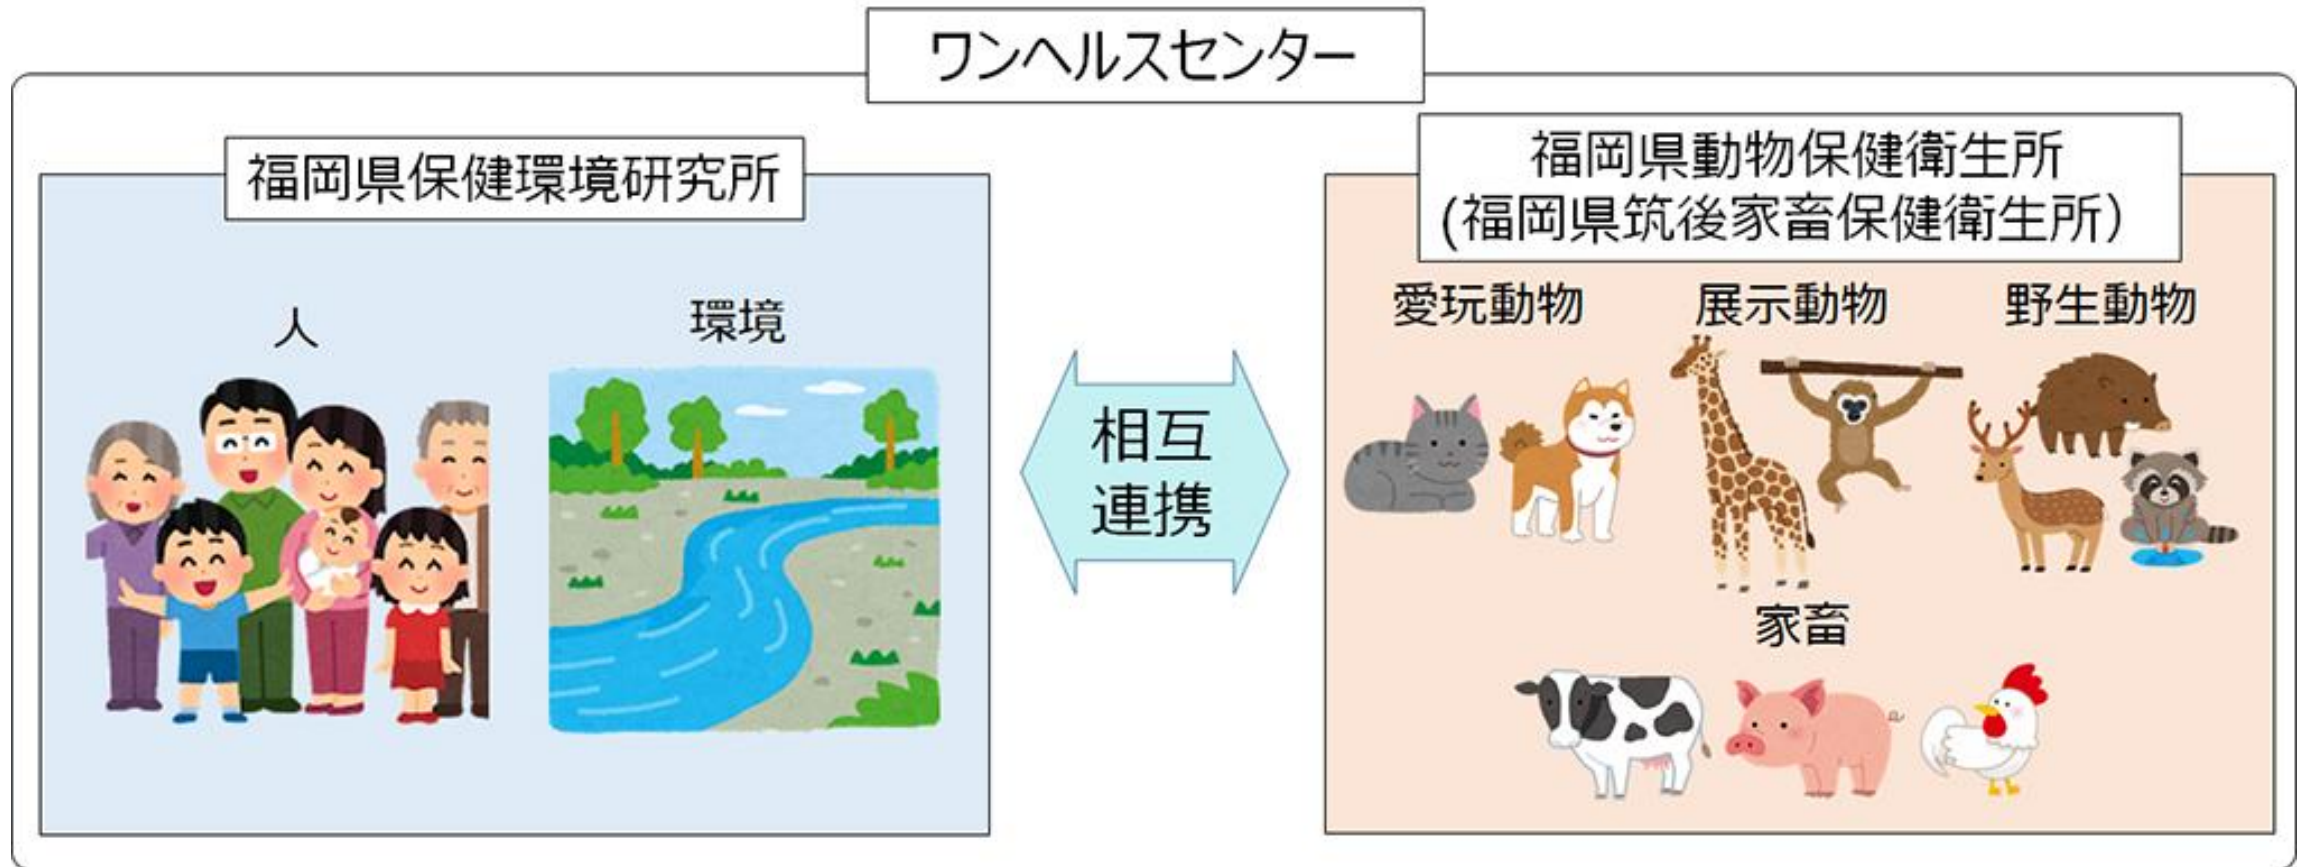 ワンヘルスセンター
福岡県保健環境研究所
人
環境
相互
連携
福岡県動物保健衛生所
(福岡県筑後家畜保健衛生所）
愛玩動物
展示動物
野生動物
家畜